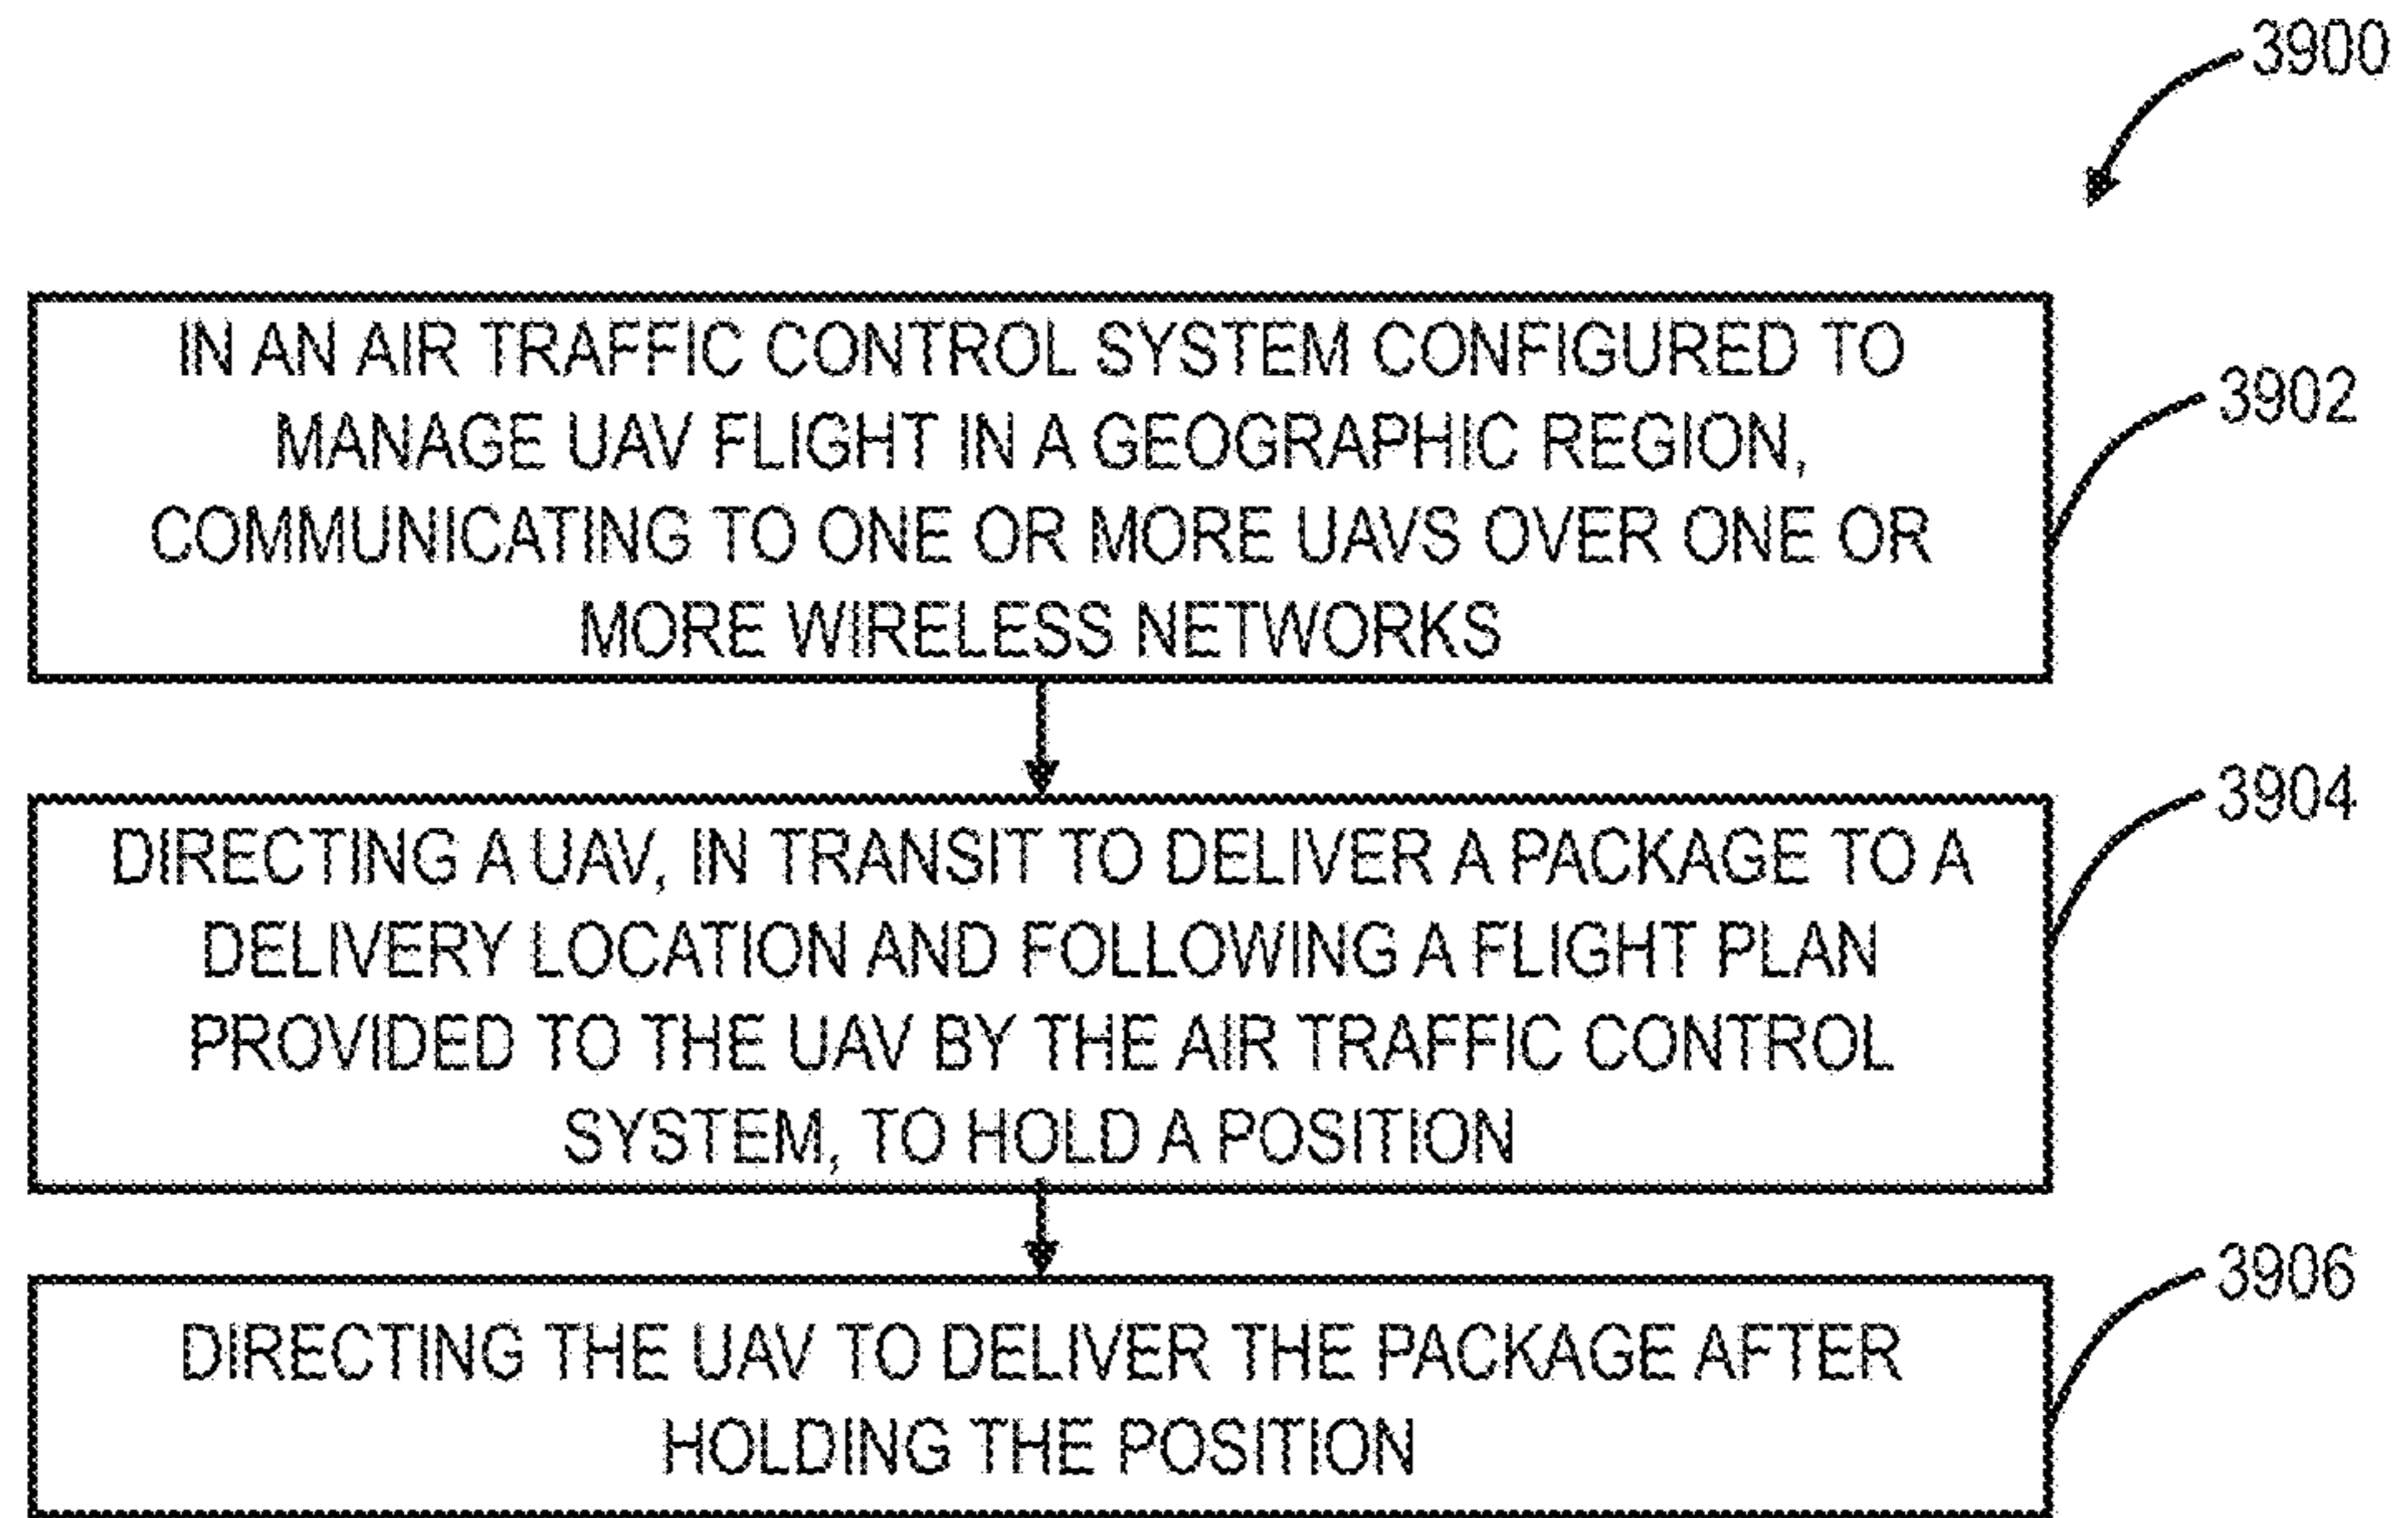 3900
IN AN AIR TRAFFIC CONTROL SYSTEM CONFIGURED TO
MANAGE UAV FLIGHT IN A GEOGRAPHIC REGION,
COMMUNICATING TO ONE OR MORE UAVS OVER ONE OR
MORE WIRELESS NETWORKS
3902
DIRECTING A UAV, IN TRANSIT TO DELIVER A PACKAGE TO A
DELIVERY LOCATION AND FOLLOWING A FLIGHT PLAN
PROVIDED TO THE UAV BY THE AIR TRAFFIC CONTROL
SYSTEM, TO HOLD A POSITION
3904
DIRECTING THE UAV TO DELIVER THE PACKAGE AFTER
HOLDING THE POSITION
3906